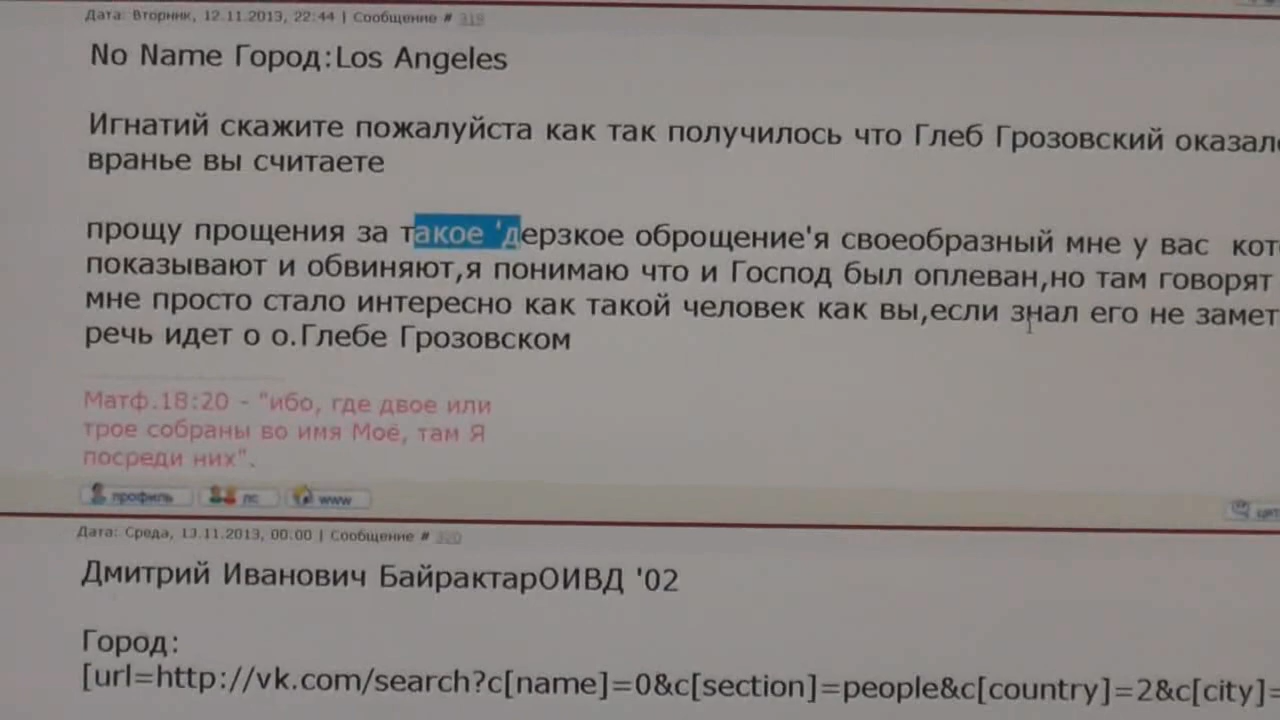 Дата: Вторник, 12.11.2013, 22:44 | Сообщение # 319
No Name Город:Los Angeles
Игнатий скажите пожалуйста как так получилось что Глеб Грозовский оказал
вранье вы считаете
прощу прощения за такое 'дерзкое оброщение'я своеобразный мне у вас кот
показывают и обвиняют,я понимаю что и Господ был оплеван,но там говорят
мне просто стало интересно как такой человек как вы,если знал его не замет
речь идет о о.Глебе Грозовском
Матф.18:20 - "ибо, где двое или
трое собраны во имя Моё, там Я
посреди них".
профиль лс www
Дата: Среда, 13.11.2013, 00:00 | Сообщение # 320
Дмитрий Иванович БайрактарОИВД '02
Город:
[url=http://vk.com/search?c[name]=0&c[section]=people&c[country]=2&c[city]=